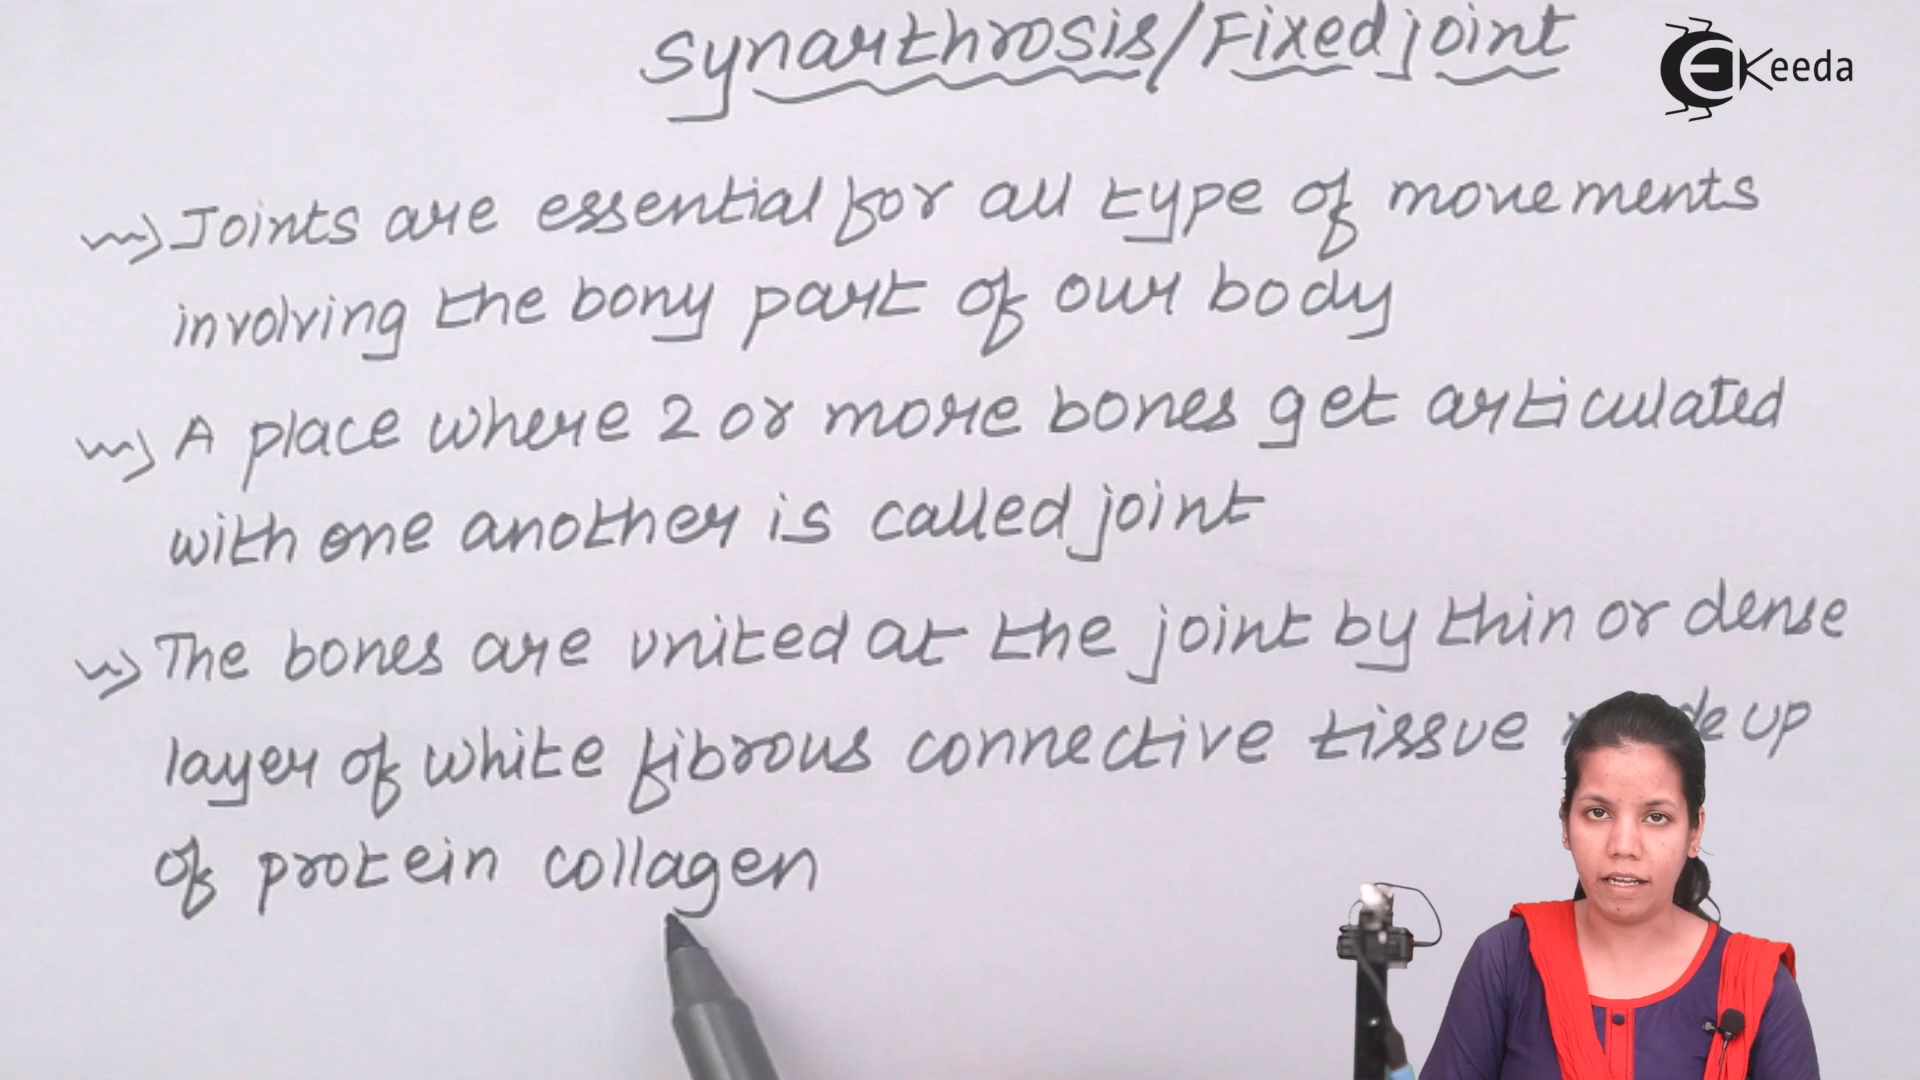 Synarthrosis/Fixed joint
EKeeda
Joints are essential for all type of movements
involving the bony part of our body
A place where 2 or more bones get articulated
with one another is called joint
The bones are united at the joint by thin or dense
layer of white fibrous connective tissue up
of protein collagen